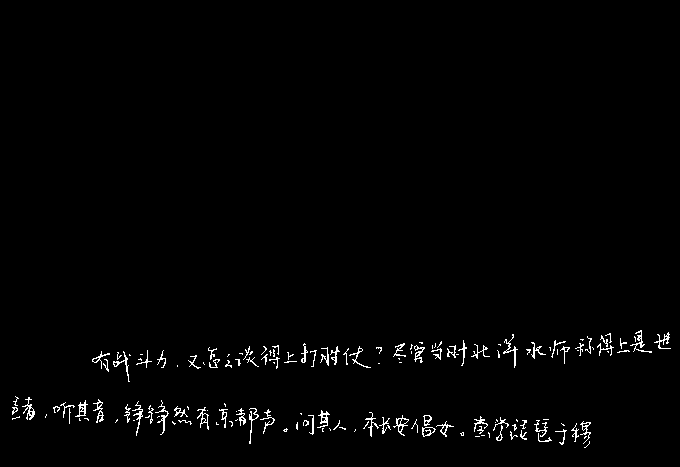 有战斗力，又怎么谈得上打胜仗？尽管当时北洋水师称得上是世
者，听其音，铮铮然有京都声。问其人，本长安倡女。尝学琵琶于穆